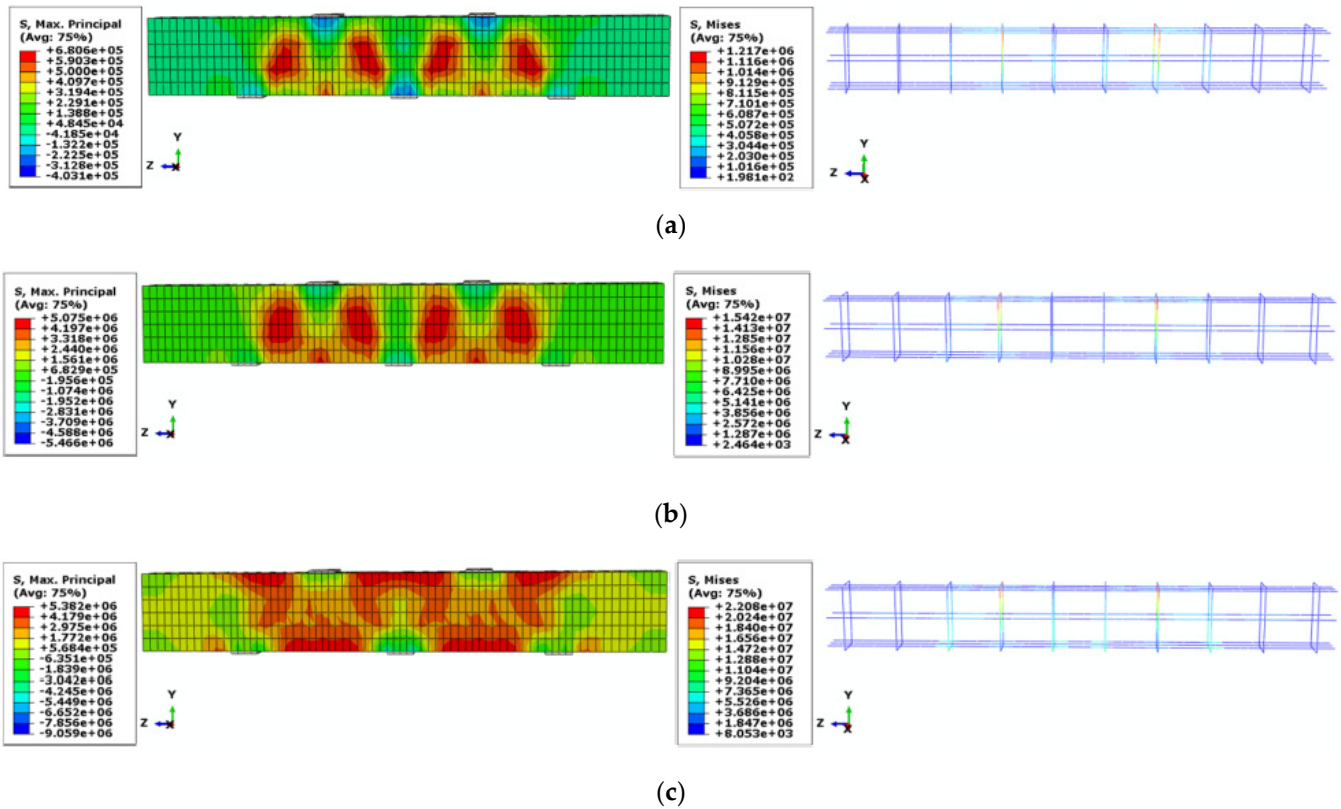 S, Max. Principal
(Avg: 75%)
+6.806e+05
+5.903e+05
+5.000e+05
+4.097e+05
+3.194e+05
+2.291e+05
+1.388e+05
+4.845e+04
-4.185e+04
-1.322e+05
-2.225e+05
-3.128e+05
-4.031e+05
Y
Z
X
S, Mises
(Avg: 75%)
+1.217e+06
+1.116e+06
+1.014e+06
+9.129e+05
+8.115e+05
+7.101e+05
+6.087e+05
+5.072e+05
+4.058e+05
+3.044e+05
+2.030e+05
+1.016e+05
+1.981e+02
Y
Z
X
(a)
S, Max. Principal
(Avg: 75%)
+5.075e+06
+4.197e+06
+3.318e+06
+2.440e+06
+1.561e+06
+6.829e+05
-1.956e+05
-1.074e+06
-1.952e+06
-2.831e+06
-3.709e+06
-4.588e+06
-5.466e+06
Y
Z
X
S, Mises
(Avg: 75%)
+1.542e+07
+1.413e+07
+1.285e+07
+1.156e+07
+1.028e+07
+8.995e+06
+7.710e+06
+6.425e+06
+5.141e+06
+3.856e+06
+2.572e+06
+1.287e+06
+2.464e+03
Y
Z
X
(b)
S, Max. Principal
(Avg: 75%)
+5.382e+06
+4.179e+06
+2.975e+06
+1.772e+06
+5.684e+05
-6.351e+05
-1.839e+06
-3.042e+06
-4.245e+06
-5.449e+06
-6.652e+06
-7.856e+06
-9.059e+06
Y
Z
X
S, Mises
(Avg: 75%)
+2.208e+07
+2.024e+07
+1.840e+07
+1.656e+07
+1.472e+07
+1.288e+07
+1.104e+07
+9.204e+06
+7.365e+06
+5.526e+06
+3.686e+06
+1.847e+06
+8.053e+03
Y
Z
X
(c)